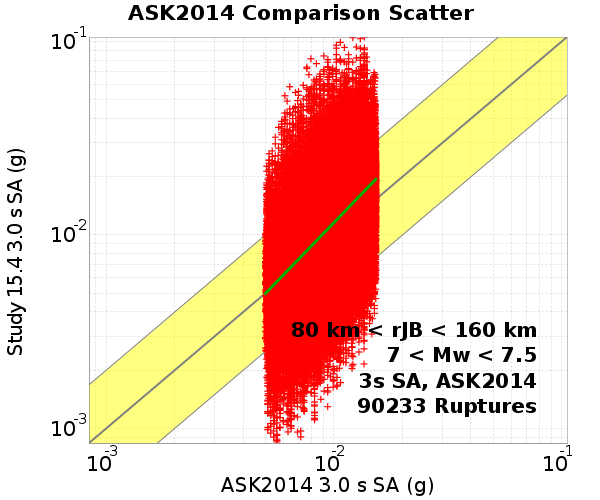 ASK2014 Comparison Scatter
10-1
10-2
10-3
Study 15.4 3.0 s SA (g)
80 km < rJB < 160 km
7 < Mw < 7.5
3s SA, ASK2014
90233 Ruptures
10-3 10-2 10-1
ASK2014 3.0 s SA (g)